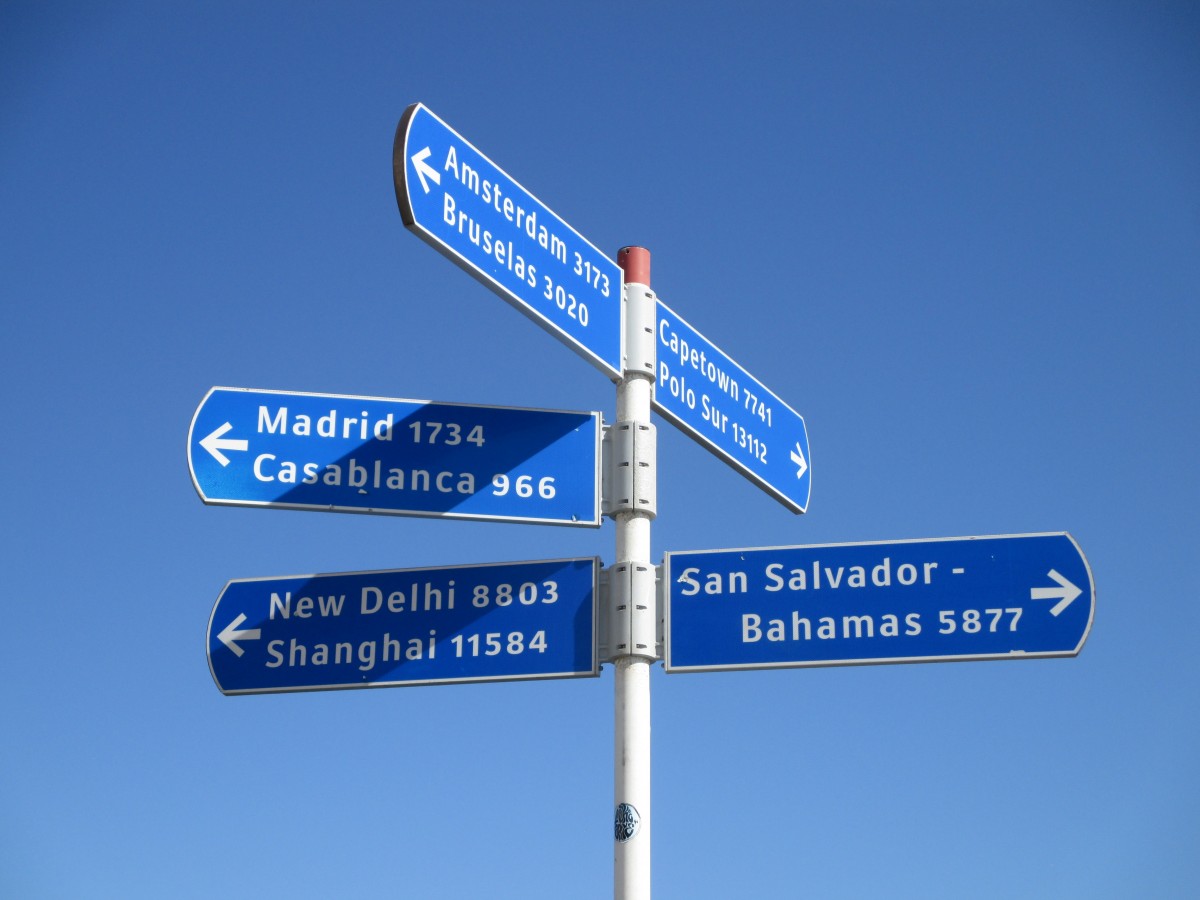 Amsterdam 3173
Bruselas 3020
Capetown 7741
Polo Sur 13112
Madrid 1734
Casablanca 966
New Delhi 8803
Shanghai 11584
San Salvador -
Bahamas 5877